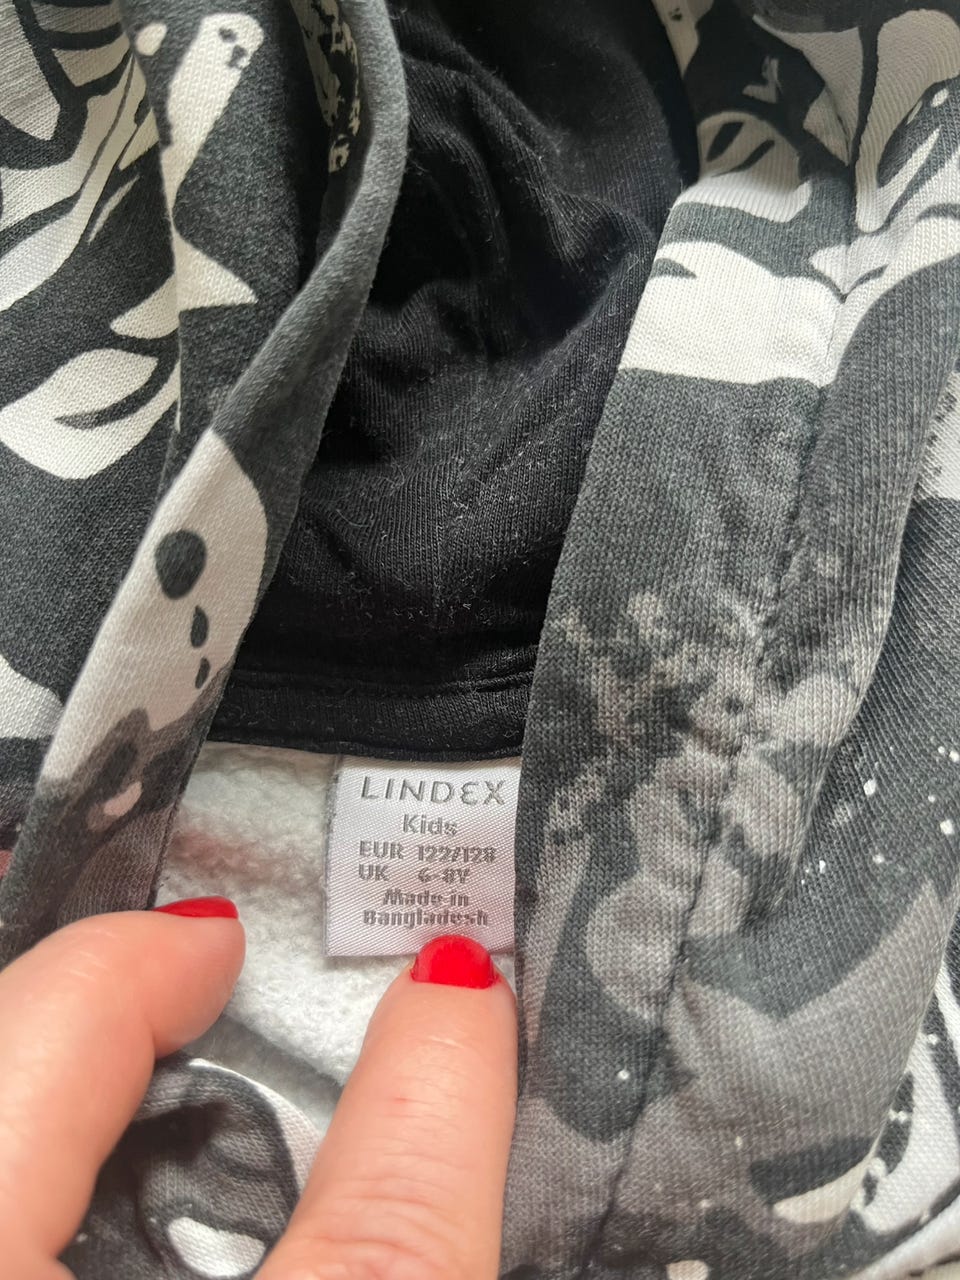 LINDEX
Kids
EUR 122/128
UK 6-8Y
Made in
Bangladesh